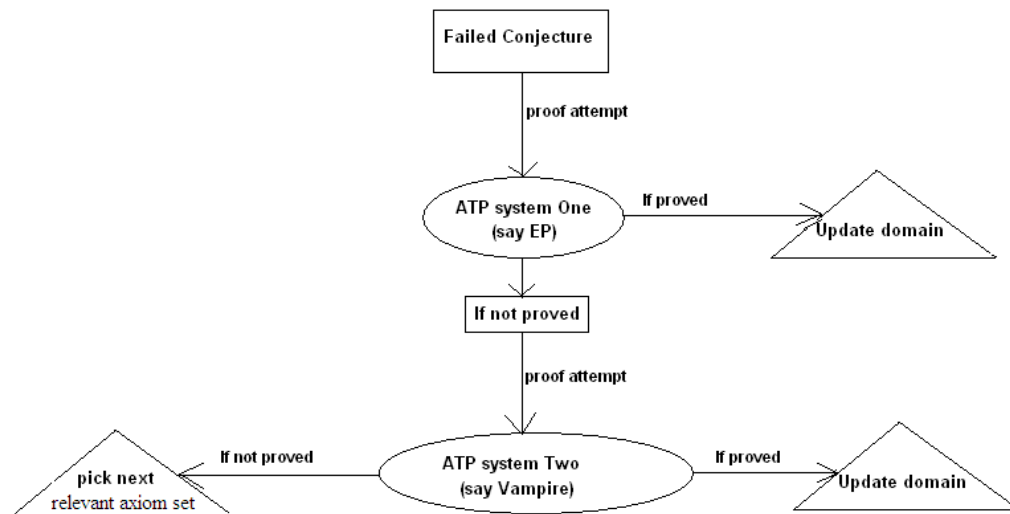 Failed Conjecture
proof attempt
ATP system One
(say EP)
If proved
Update domain
If not proved
proof attempt
ATP system Two
(say Vampire)
If not proved
pick next
relevant axiom set
If proved
Update domain